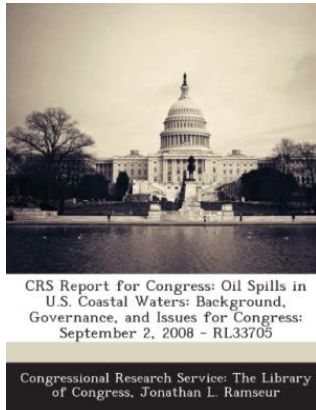 CRS Report for Congress: Oil Spills in
U.S. Coastal Waters: Background,
Governance, and Issues for Congress:
September 2, 2008 - RL33705
Congressional Research Service: The Library
of Congress, Jonathan L. Ramseur